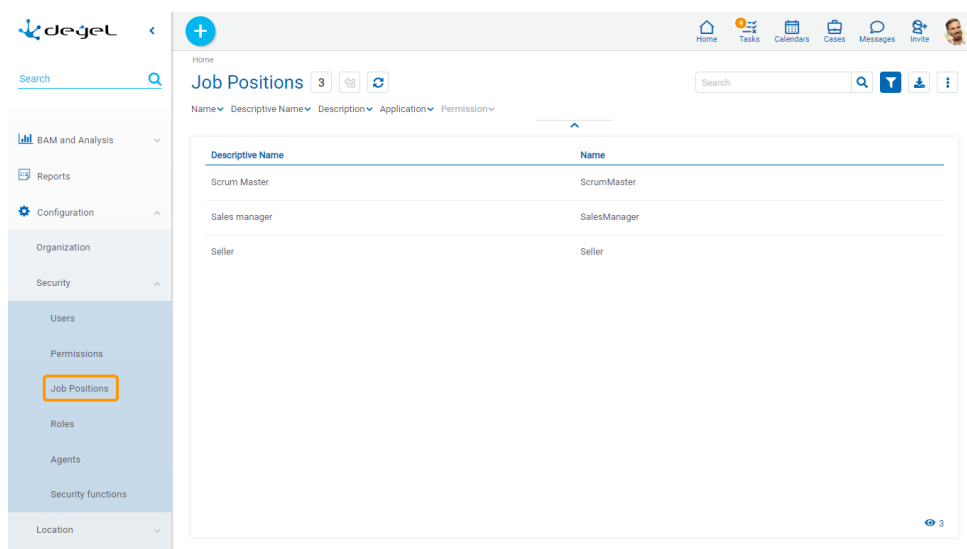 deyel
Home
9
Tasks
Calendars
Cases
Messages
Invite
Search
Home
Job Positions 3
Search
Name Descriptive Name Description Application Permission
BAM and Analysis
Reports
Configuration
Organization
Security
Users
Permissions
Job Positions
Roles
Agents
Security functions
Location
Descriptive Name Name
Scrum Master ScrumMaster
Sales manager SalesManager
Seller Seller
3